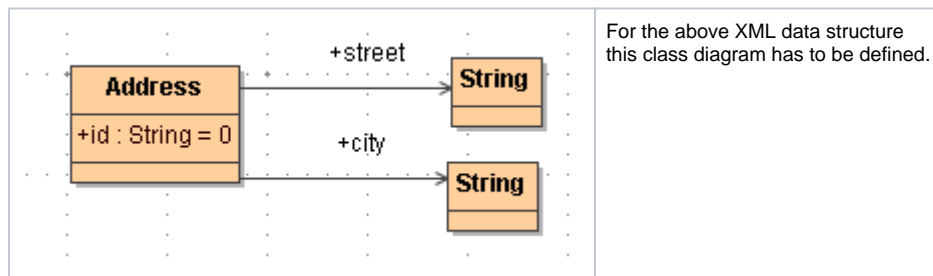 +street
Address
String
+id : String = 0
+city
String
For the above XML data structure
this class diagram has to be defined.